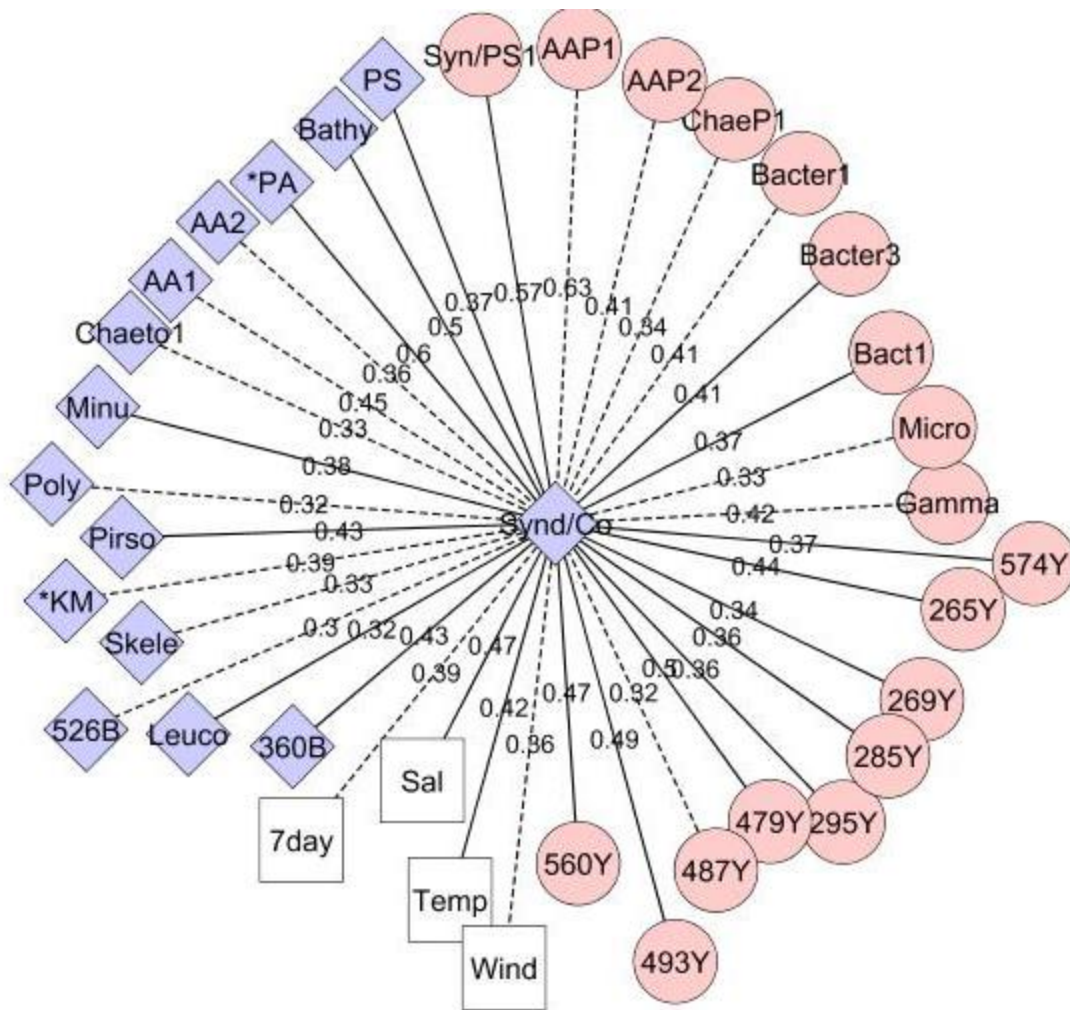 Syn/PS1
AAP1
AAP2
PS
ChaeP1
Bathy
Bacter1
*PA
AA2
Bacter3
AA1
Chaeto1
Bact1
Minu
Micro
Poly
Gamma
Pirso
Synd/Co
574Y
*KM
265Y
Skele
269Y
526B
Leuco
360B
285Y
Sal
7day
479Y
295Y
560Y
487Y
Temp
Wind
493Y
0.37
0.57
0.63
0.41
0.5
0.34
0.6
0.41
0.36
0.45
0.41
0.33
0.37
0.38
0.33
0.32
0.42
0.43
0.37
0.39
0.44
0.33
0.34
0.3
0.32
0.43
0.36
0.47
0.39
0.5
0.36
0.47
0.32
0.42
0.36
0.49